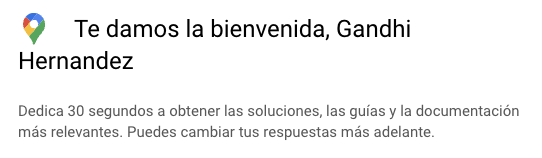 Te damos la bienvenida, Gandhi
Hernandez
Dedica 30 segundos a obtener las soluciones, las guías y la documentación
más relevantes. Puedes cambiar tus respuestas más adelante.